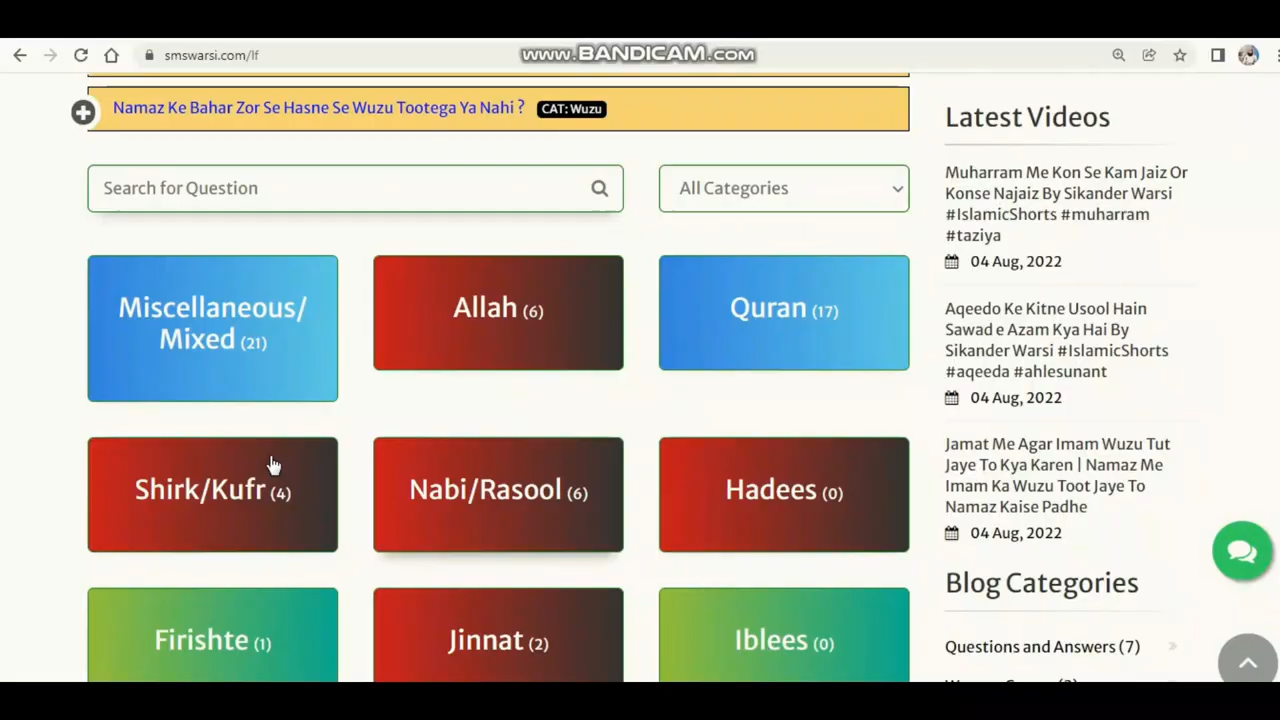 smswarsi.com/lf
www.BANDICAM.com
Namaz Ke Bahar Zor Se Hasne Se Wuzu Tootega Ya Nahi ? CAT: Wuzu
Search for Question
All Categories
Miscellaneous/
Mixed (21)
Allah (6)
Quran (17)
Shirk/Kufr (4)
Nabi/Rasool (6)
Hadees (0)
Firishte (1)
Jinnat (2)
Iblees (0)
Latest Videos
Muharram Me Kon Se Kam Jaiz Or
Konse Najaiz By Sikander Warsi
#IslamicShorts #muharram
#taziya
04 Aug, 2022
Aqeedo Ke Kitne Usool Hain
Sawad e Azam Kya Hai By
Sikander Warsi #IslamicShorts
#aqeeda #ahlesunant
04 Aug, 2022
Jamat Me Agar Imam Wuzu Tut
Jaye To Kya Karen | Namaz Me
Imam Ka Wuzu Toot Jaye To
Namaz Kaise Padhe
04 Aug, 2022
Blog Categories
Questions and Answers (7)